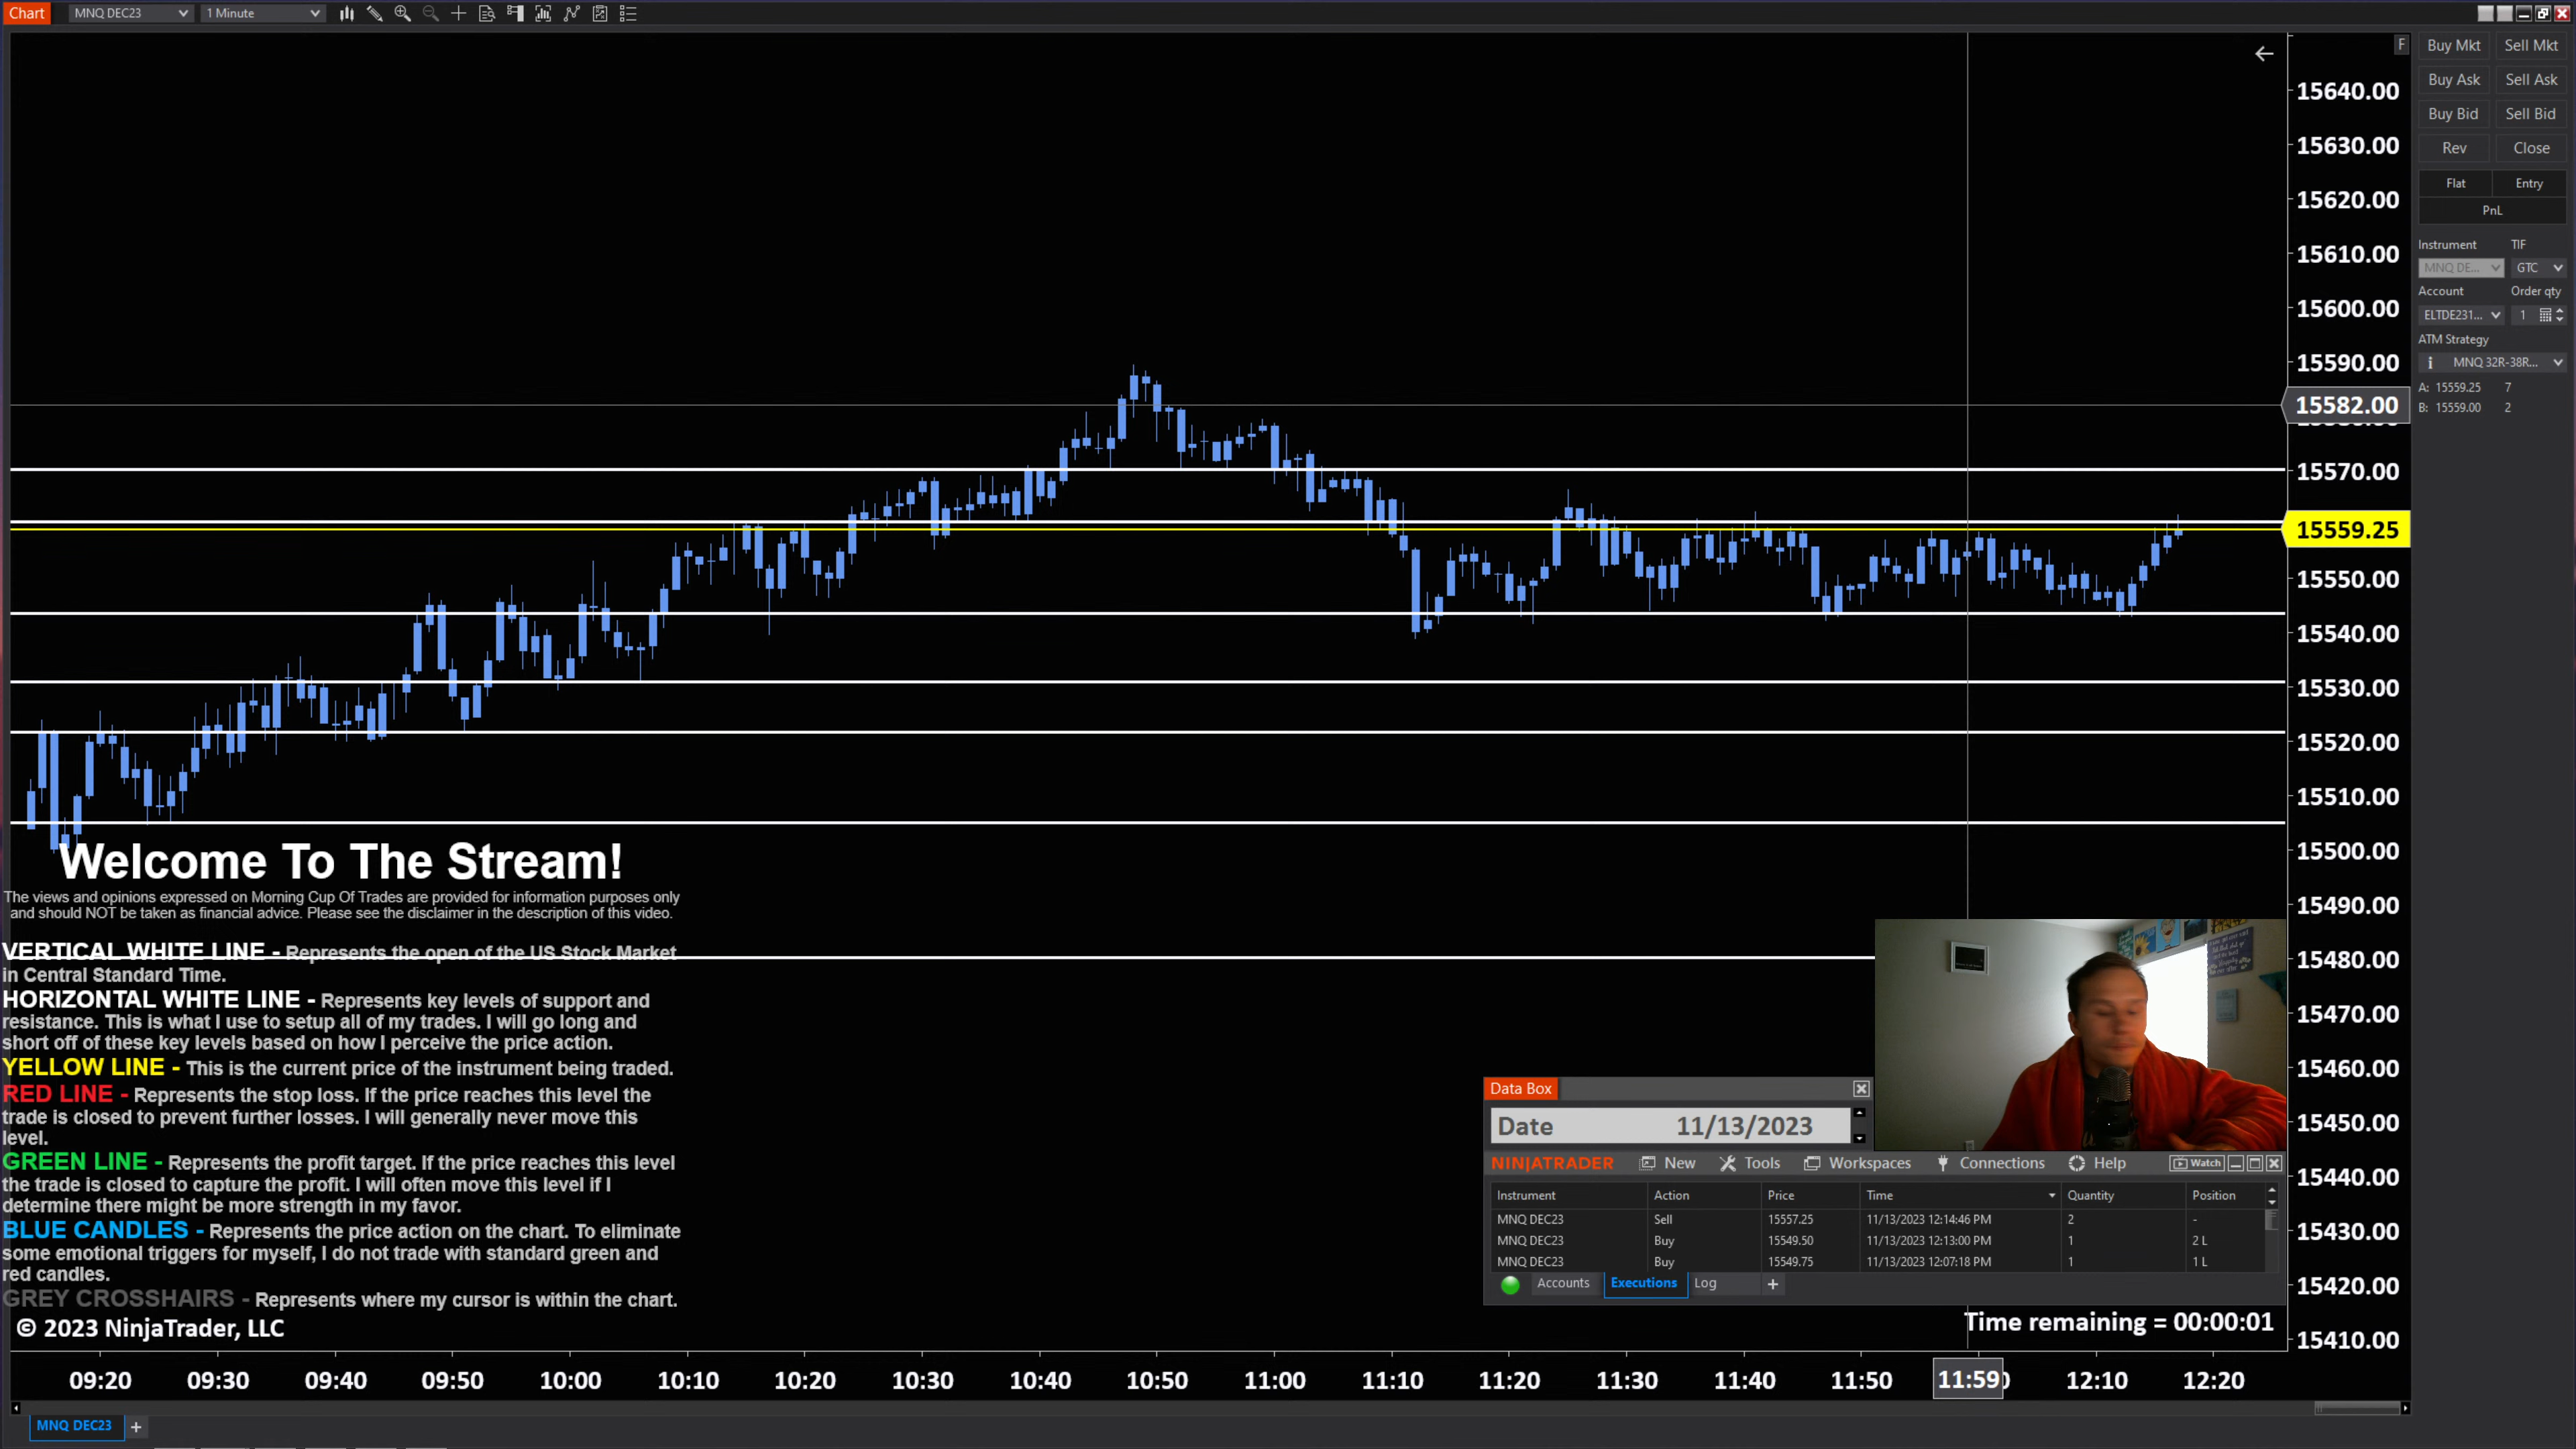 Chart MNQ DEC23 1 Minute
F
Buy Mkt Sell Mkt
Buy Ask Sell Ask
Buy Bid Sell Bid
Rev Close
Flat Entry
PnL
Instrument TIF
MNQ DE... GTC
Account Order qty
ELTDE231... 1
ATM Strategy
MNQ 32R-38R...
A: 15559.25 7
B: 15559.00 2
15640.00
15630.00
15620.00
15610.00
15600.00
15590.00
15582.00
15570.00
15559.25
15550.00
15540.00
15530.00
15520.00
15510.00
15500.00
15490.00
15480.00
15470.00
15460.00
15450.00
15440.00
15430.00
15420.00
15410.00
Welcome To The Stream!
The views and opinions expressed on Morning Cup Of Trades are provided for information purposes only
and should NOT be taken as financial advice. Please see the disclaimer in the description of this video.
VERTICAL WHITE LINE - Represents the open of the US Stock Market
in Central Standard Time.
HORIZONTAL WHITE LINE - Represents key levels of support and
resistance. This is what I use to setup all of my trades. I will go long and
short off of these key levels based on how I perceive the price action.
YELLOW LINE - This is the current price of the instrument being traded.
RED LINE - Represents the stop loss. If the price reaches this level the
trade is closed to prevent further losses. I will generally never move this
level.
GREEN LINE - Represents the profit target. If the price reaches this level
the trade is closed to capture the profit. I will often move this level if I
determine there might be more strength in my favor.
BLUE CANDLES - Represents the price action on the chart. To eliminate
some emotional triggers for myself, I do not trade with standard green and
red candles.
GREY CROSSHAIRS - Represents where my cursor is within the chart.
© 2023 NinjaTrader, LLC
Data Box
Date 11/13/2023
NINJATRADER New Tools Workspaces Connections Help Watch
Instrument Action Price Time Quantity Position
MNQ DEC23 Sell 15557.25 11/13/2023 12:14:46 PM 2 -
MNQ DEC23 Buy 15549.50 11/13/2023 12:13:00 PM 1 2 L
MNQ DEC23 Buy 15549.75 11/13/2023 12:07:18 PM 1 1 L
Accounts Executions Log +
Time remaining = 00:00:01
09:20 09:30 09:40 09:50 10:00 10:10 10:20 10:30 10:40 10:50 11:00 11:10 11:20 11:30 11:40 11:50 11:59 12:10 12:20
MNQ DEC23 +